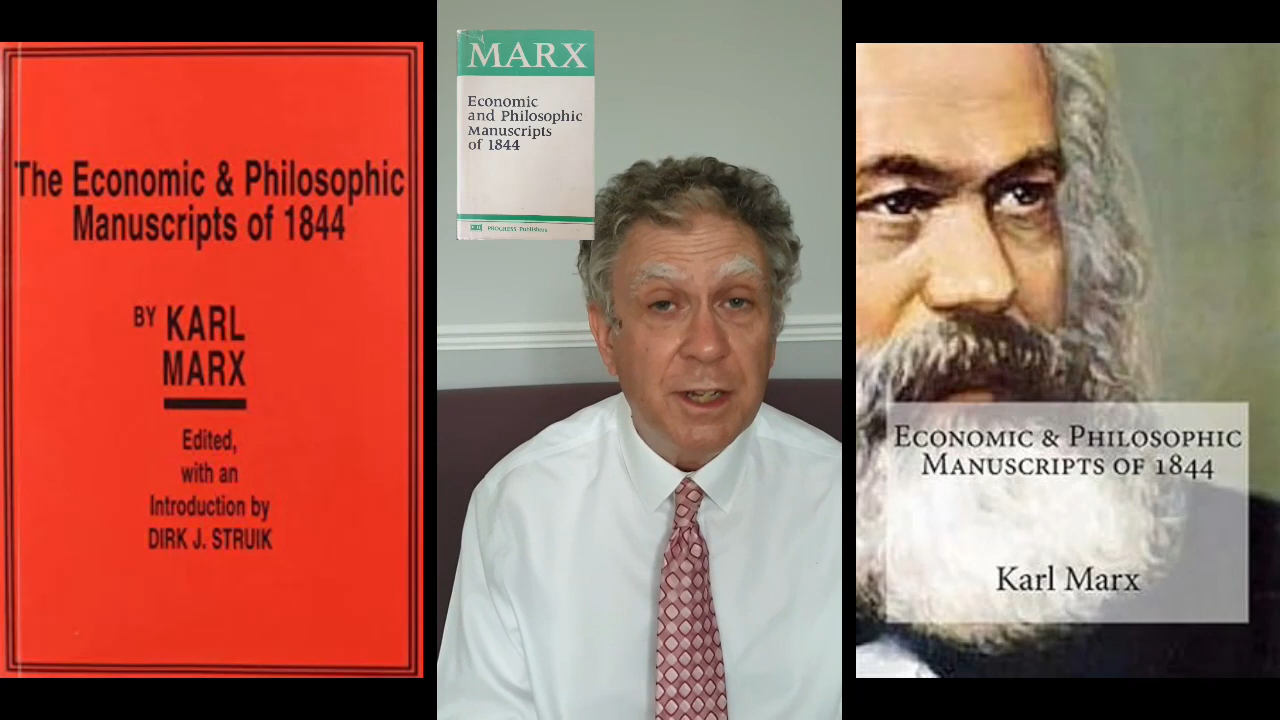 The Economic & Philosophic
Manuscripts of 1844
BY KARL
MARX
Edited,
with an
Introduction by
DIRK J. STRUIK
MARX
Economic
and Philosophic
Manuscripts
of 1844
PROGRESS Publishers
ECONOMIC & PHILOSOPHIC
MANUSCRIPTS OF 1844
Karl Marx